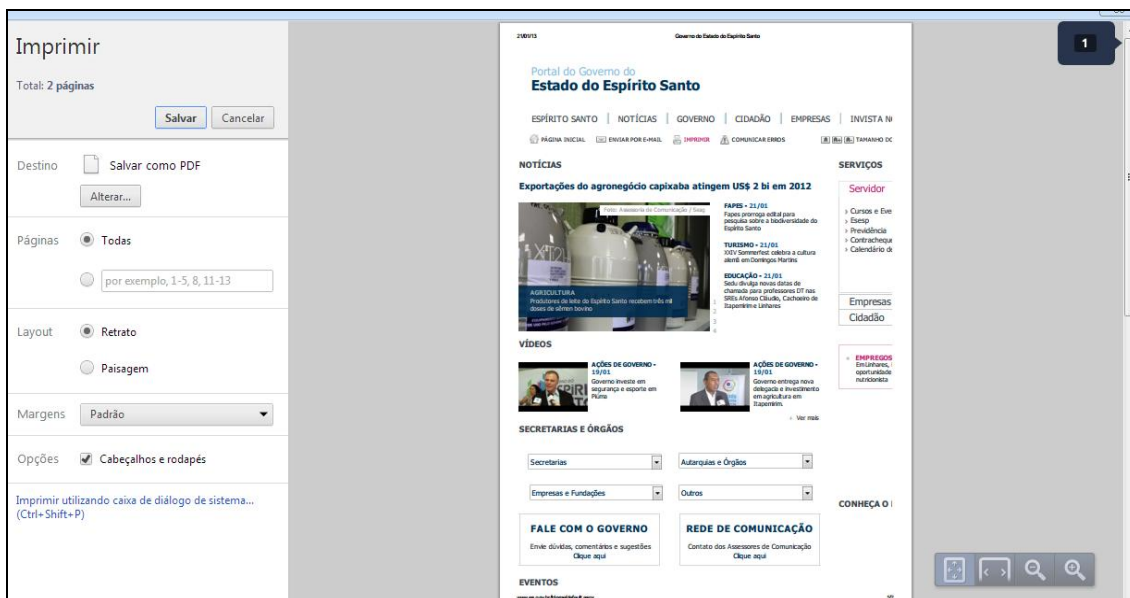 Imprimir
Total: 2 páginas
Salvar Cancelar
Destino Salvar como PDF
Alterar...
Páginas Todas
por exemplo, 1-5, 8, 11-13
Layout Retrato
Paisagem
Margens Padrão
Opções Cabeçalhos e rodapés
Imprimir utilizando caixa de diálogo de sistema...
(Ctrl+Shift+P)
21/01/13 Governo do Estado do Espírito Santo
Portal do Governo do
Estado do Espírito Santo
ESPÍRITO SANTO | NOTÍCIAS | GOVERNO | CIDADÃO | EMPRESAS | INVISTA
PÁGINA INICIAL ENVIAR POR E-MAIL IMPRIMIR COMUNICAR ERROS TAMANHO
NOTÍCIAS
Exportações do agronegócio capixaba atingem US$ 2 bi em 2012
Foto: Assessoria de Comunicação / Seag
AGRICULTURA
Produtores de leite do Espírito Santo recebem três mil
doses de sêmen bovino
1
2
3
4
FAPES • 21/01
Fapes prorroga edital para
pesquisa sobre a biodiversidade do
Espírito Santo
TURISMO • 21/01
XXIV Sommerfest celebra a cultura
alemã em Domingos Martins
EDUCAÇÃO • 21/01
Sedu divulga novas datas de
chamada para professores DT nas
SREs Afonso Cláudio, Cachoeiro de
Itapemirim e Linhares
SERVIÇOS
Servidor
› Cursos e Eve
› Esesp
› Previdência
› Contracheque
› Calendário
Empresas
Cidadão
VÍDEOS
AÇÕES DE GOVERNO •
19/01
Governo investe em
segurança e esporte em
Piúma
AÇÕES DE GOVERNO •
19/01
Governo entrega nova
delegacia e investimento
em agricultura em
Itapemirim.
› Ver mais
EMPREGOS
Em Linhares,
oportunidade
nutricionista
SECRETARIAS E ÓRGÃOS
Secretarias Autarquias e Órgãos
Empresas e Fundações Outros
CONHEÇA O
FALE COM O GOVERNO
Envie dúvidas, comentários e sugestões
Clique aqui
REDE DE COMUNICAÇÃO
Contato dos Assessores de Comunicação
Clique aqui
EVENTOS
1